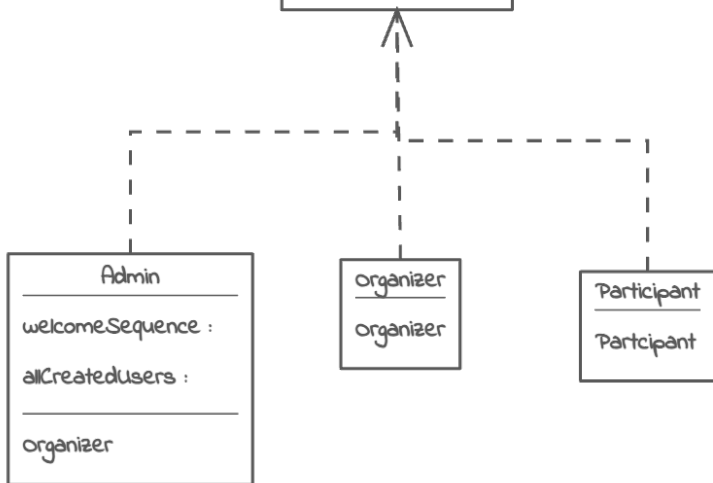 Admin
welcomeSequence :
allCreatedUsers :
Organizer
Organizer
Organizer
Participant
Partcipant